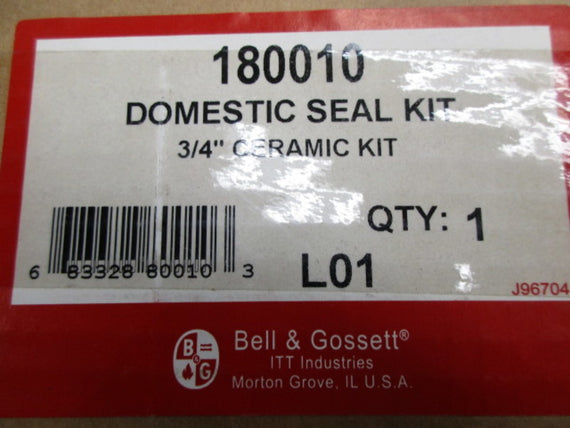 180010
DOMESTIC SEAL KIT
3/4" CERAMIC KIT
QTY: 1
6 83328 80010 3
L01
J96704
B = & G
Bell & Gossett®
ITT Industries
Morton Grove, IL U.S.A.